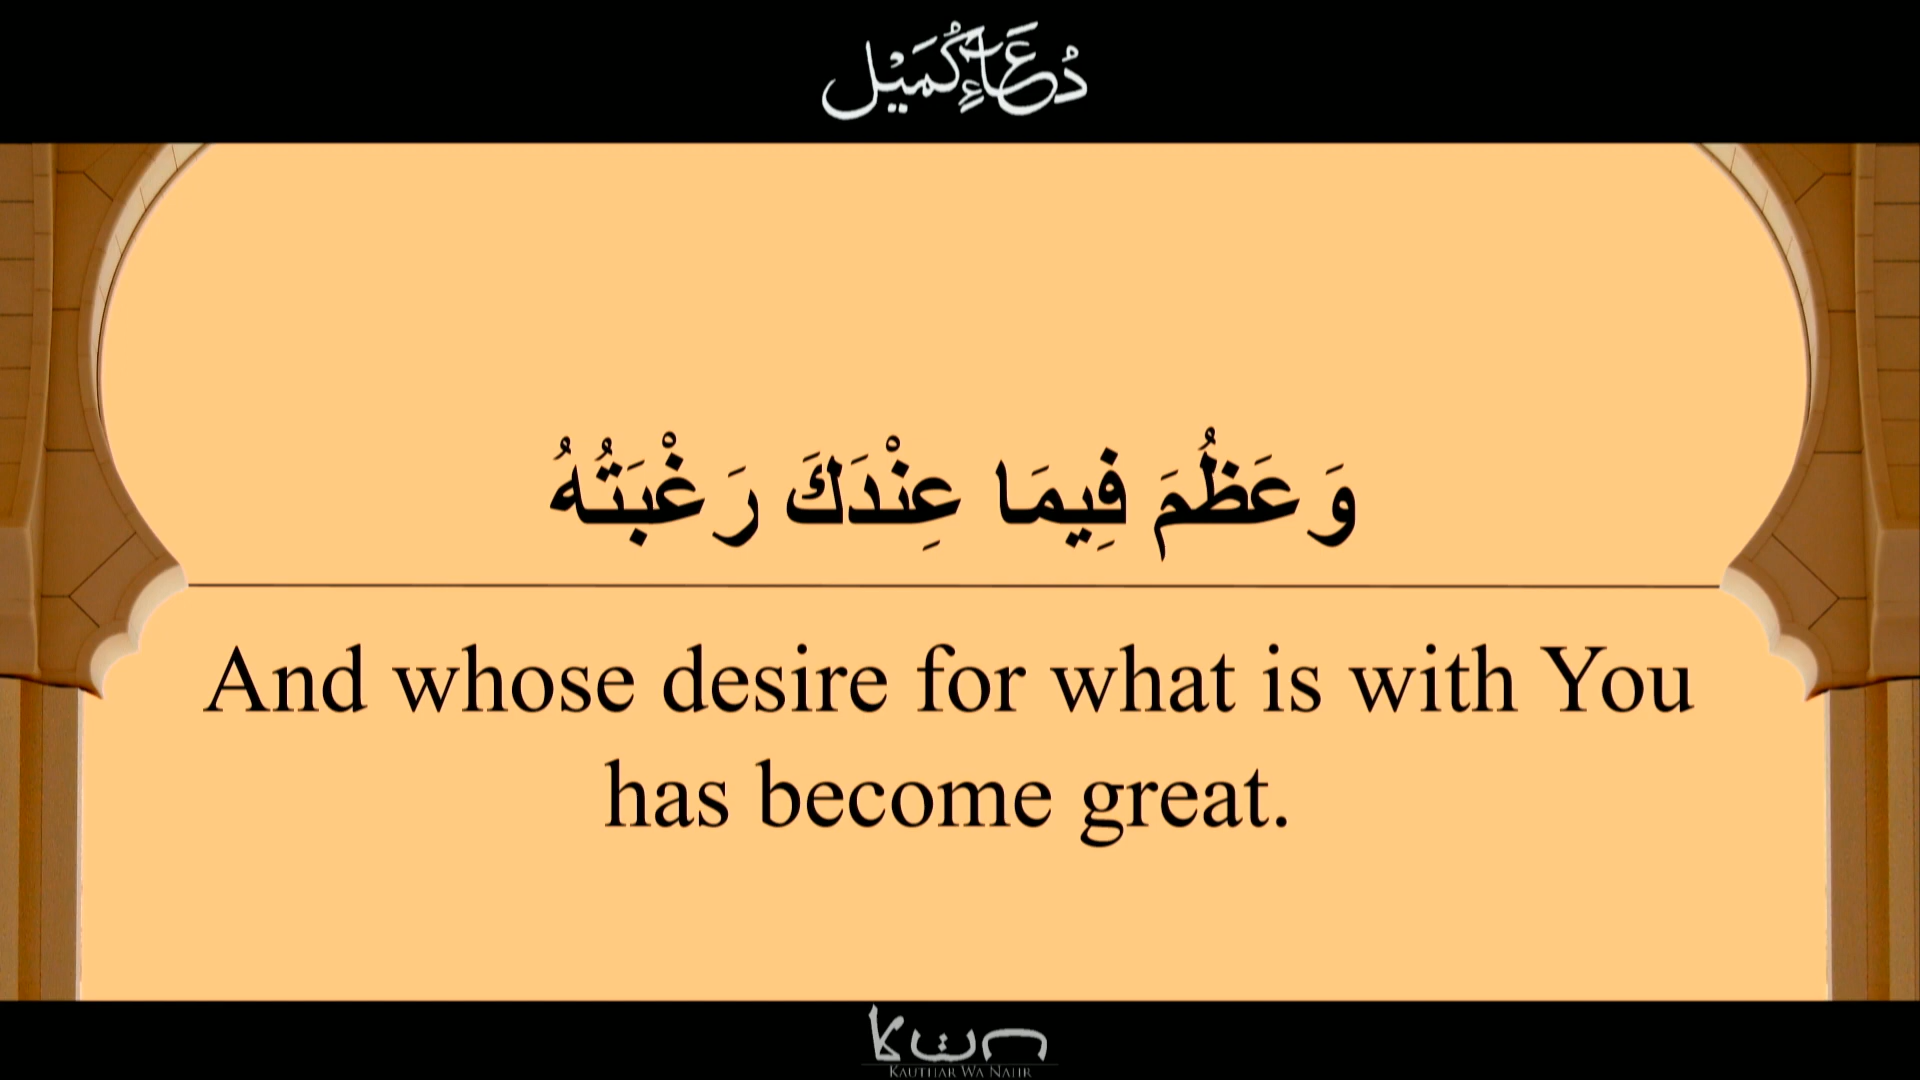 دُعَاءِ كُمَيْل
وَعَظُمَ فِيمَا عِنْدَكَ رَغْبَتُهُ
And whose desire for what is with You
has become great.
KWN
KAUTHAR WA NAHR